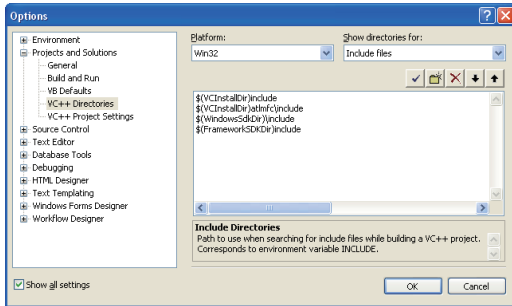 Options
Environment
Projects and Solutions
General
Build and Run
VB Defaults
VC++ Directories
VC++ Project Settings
Source Control
Text Editor
Database Tools
Debugging
HTML Designer
Text Templating
Windows Forms Designer
Workflow Designer
Platform:
Show directories for:
Win32
Include files
$(VCInstallDir)include
$(VCInstallDir)atlmfc\include
$(WindowsSdkDir)\include
$(FrameworkSDKDir)include
Include Directories
Path to use when searching for include files while building a VC++ project.
Corresponds to environment variable INCLUDE.
Show all settings
OK
Cancel